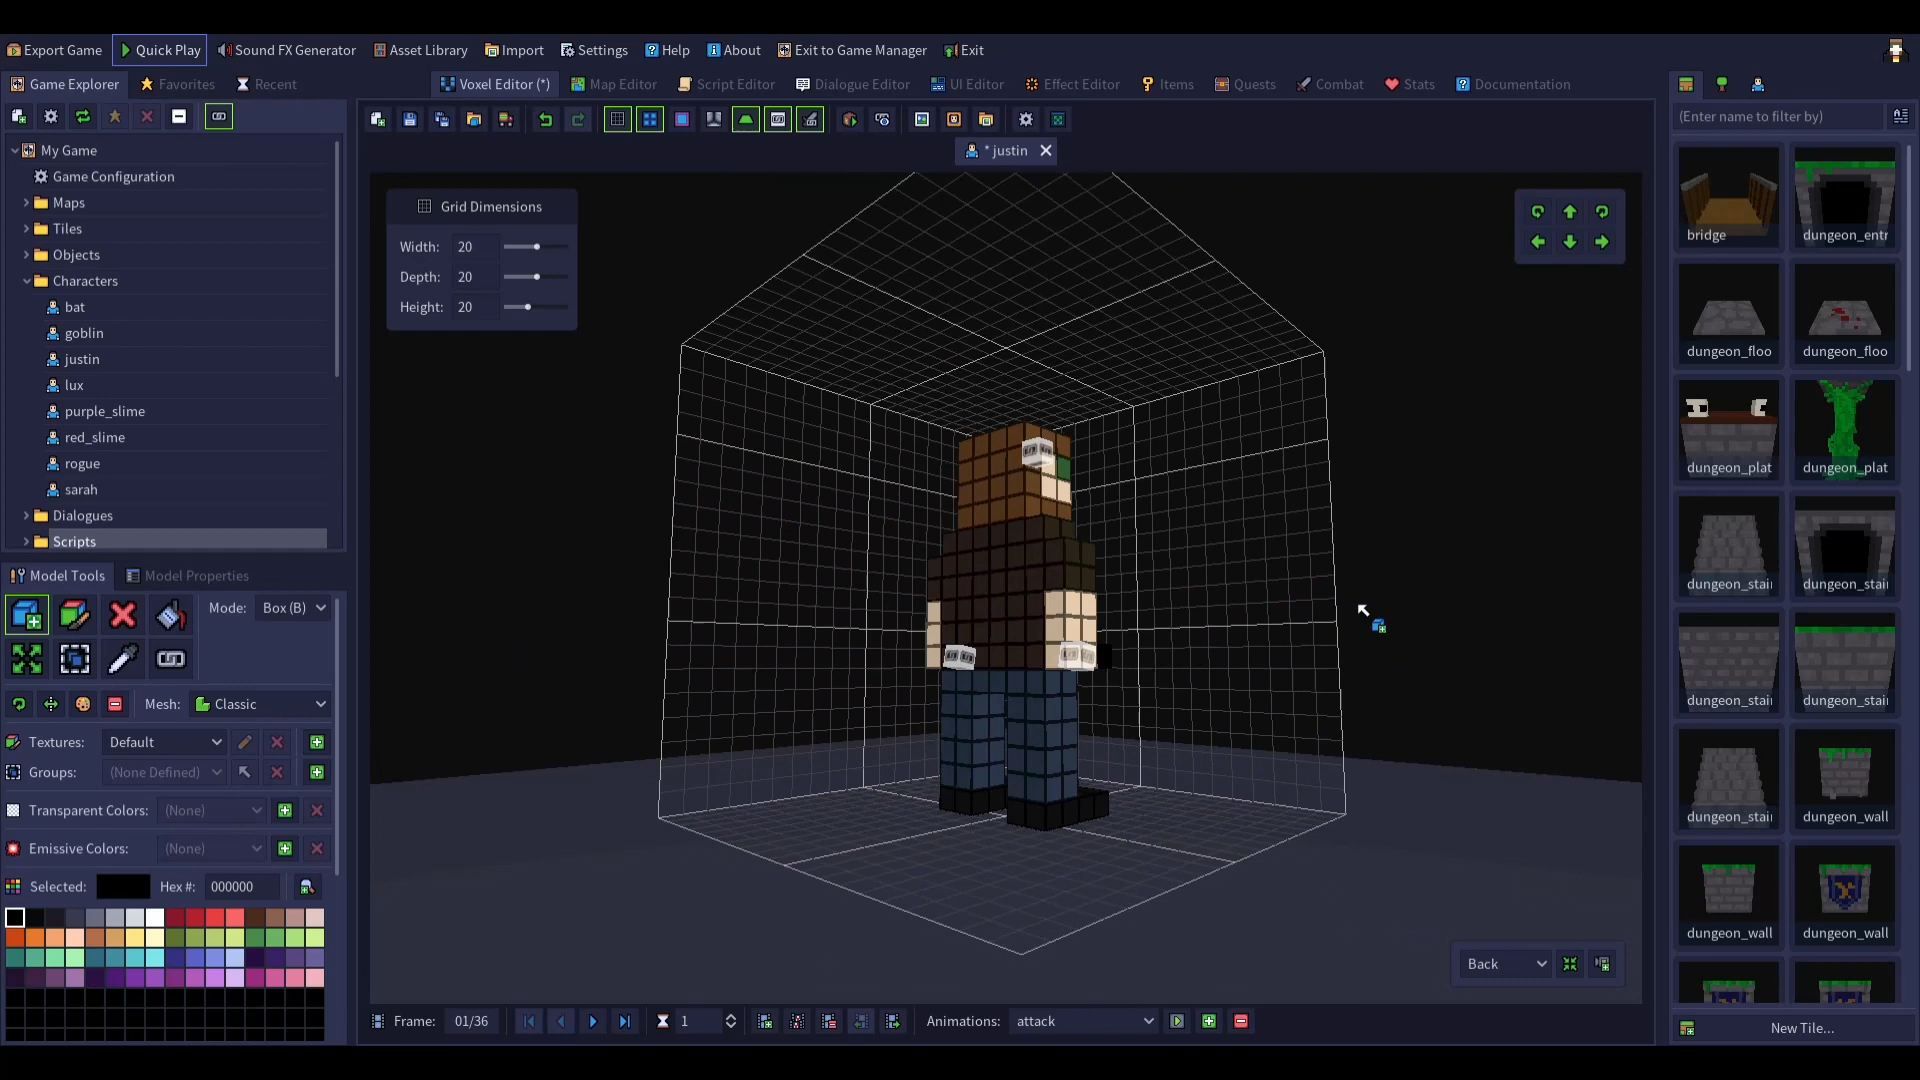 Export Game Quick Play Sound FX Generator Asset Library Import Settings Help About Exit to Game Manager Exit
Game Explorer Favorites Recent
Voxel Editor (*) Map Editor Script Editor Dialogue Editor UI Editor Effect Editor Items Quests Combat Stats Documentation
(Enter name to filter by)
* justin
My Game
Game Configuration
Maps
Tiles
Objects
Characters
bat
goblin
justin
lux
purple_slime
red_slime
rogue
sarah
Dialogues
Scripts
Grid Dimensions
Width: 20
Depth: 20
Height: 20
bridge
dungeon_entr
dungeon_floo
dungeon_floo
dungeon_plat
dungeon_plat
dungeon_stair
dungeon_stair
dungeon_stair
dungeon_stair
dungeon_stair
dungeon_wall
dungeon_wall
dungeon_wall
New Tile...
Model Tools Model Properties
Mode: Box (B)
Mesh: Classic
Textures: Default
Groups: (None Defined)
Transparent Colors: (None)
Emissive Colors: (None)
Selected: Hex #: 000000
Back
Frame: 01/36 1 Animations: attack